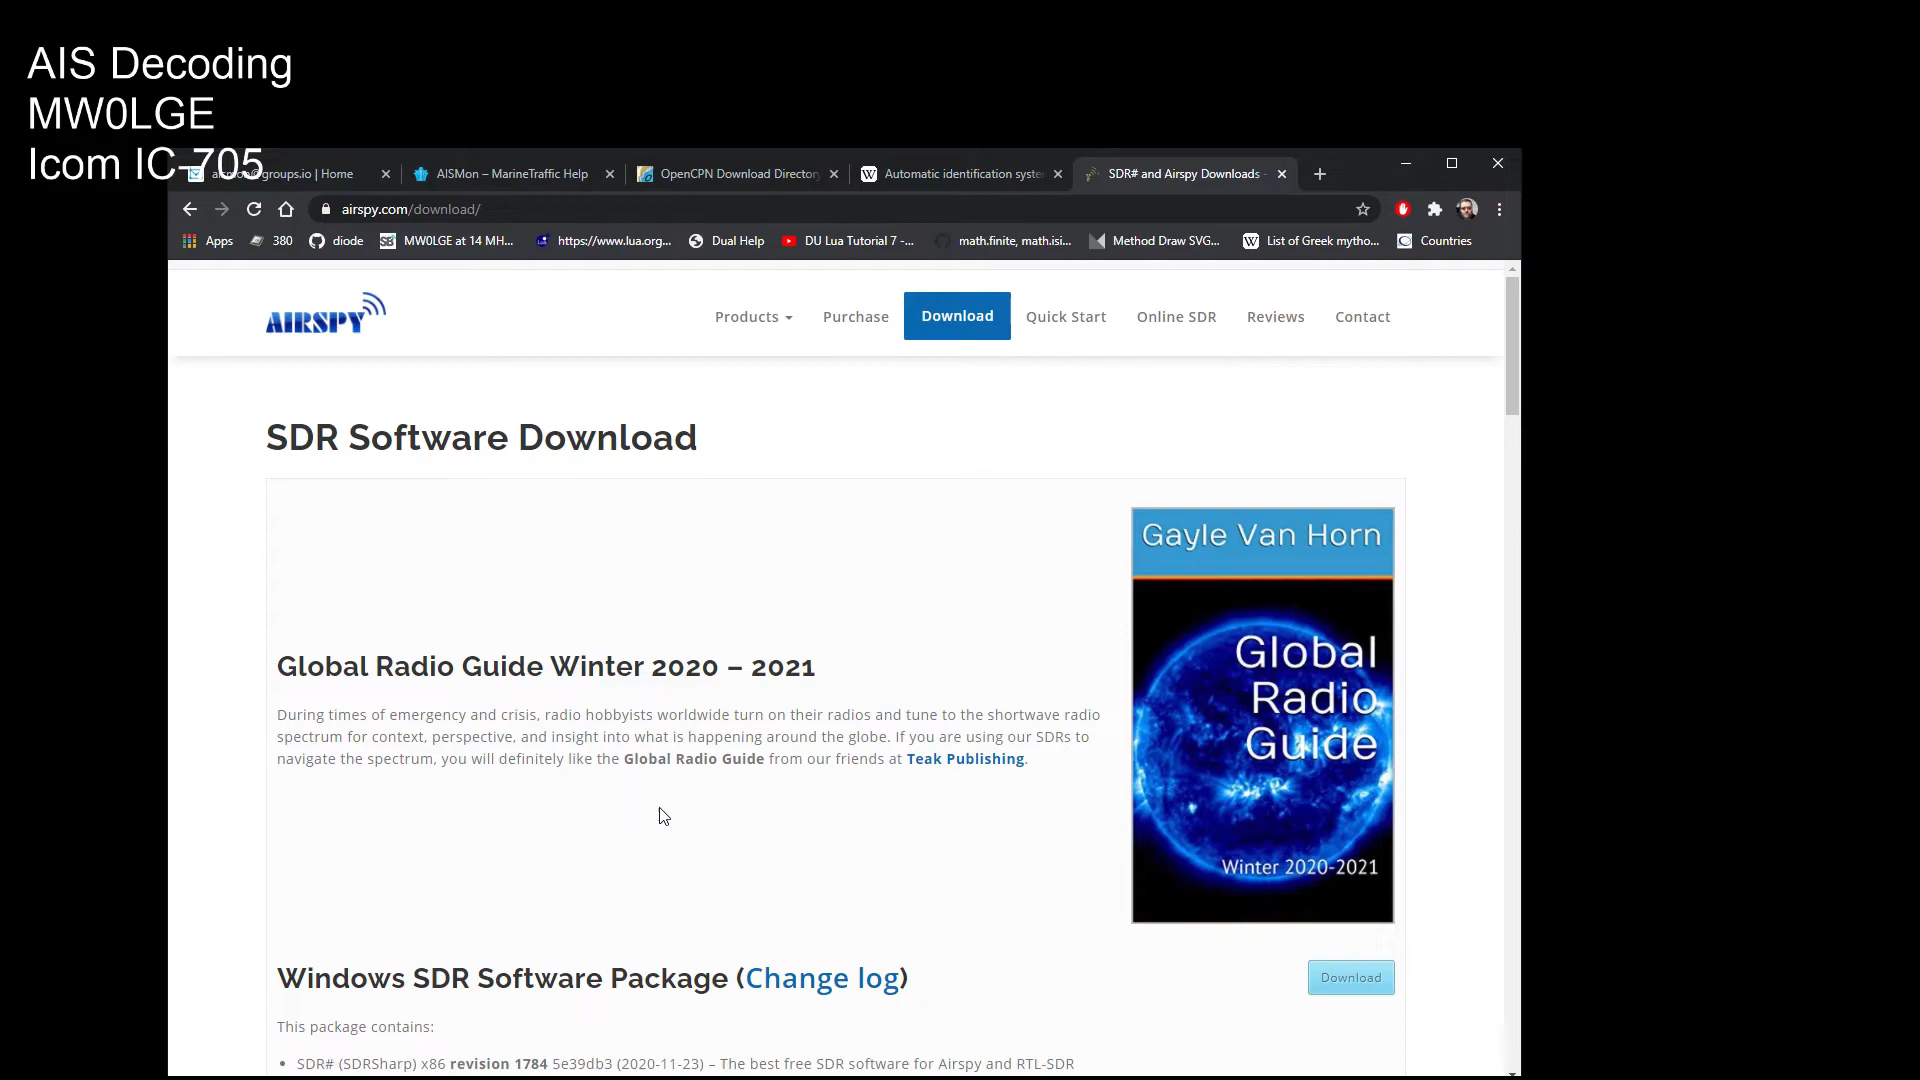 AIS Decoding
MW0LGE
Icom IC-705
aismon@groups.io | Home
AISMon – MarineTraffic Help
OpenCPN Download Directory
Automatic identification syste
SDR# and Airspy Downloads -
airspy.com/download/
Apps
380
diode
MW0LGE at 14 MH...
https://www.lua.org...
Dual Help
DU Lua Tutorial 7 -...
math.finite, math.isi...
Method Draw SVG...
List of Greek mytho...
Countries
AIRSPY
Products
Purchase
Download
Quick Start
Online SDR
Reviews
Contact
SDR Software Download
Gayle Van Horn
Global
Radio
Guide
Winter 2020-2021
Global Radio Guide Winter 2020 – 2021
During times of emergency and crisis, radio hobbyists worldwide turn on their radios and tune to the shortwave radio
spectrum for context, perspective, and insight into what is happening around the globe. If you are using our SDRs to
navigate the spectrum, you will definitely like the Global Radio Guide from our friends at Teak Publishing.
Windows SDR Software Package (Change log)
Download
This package contains:
• SDR# (SDRSharp) x86 revision 1784 5e39db3 (2020-11-23) – The best free SDR software for Airspy and RTL-SDR